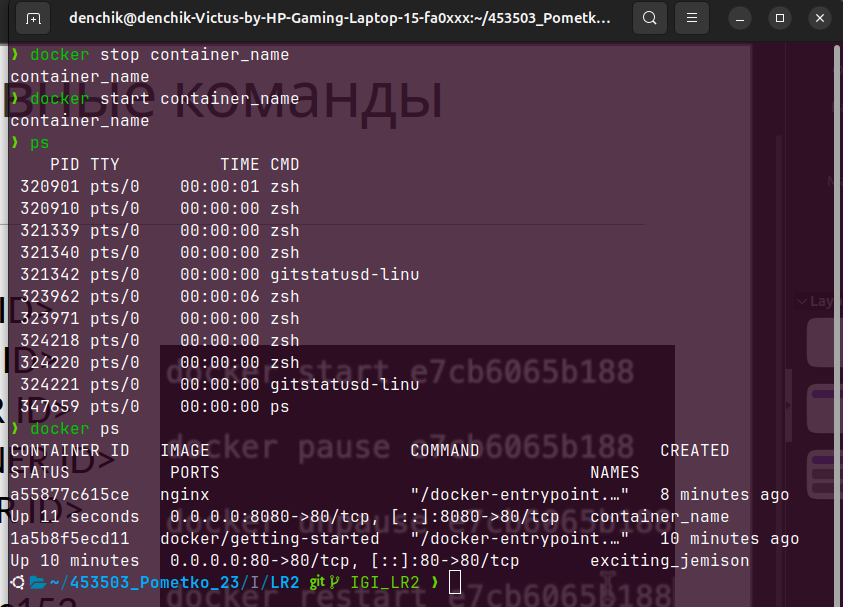 denchik@denchik-Victus-by-HP-Gaming-Laptop-15-fa0xxx:~/453503_Pometk...
❯ docker stop container_name
container_name
❯ docker start container_name
container_name
вные команды
❯ ps
PID TTY TIME CMD
320901 pts/0 00:00:01 zsh
320910 pts/0 00:00:00 zsh
321339 pts/0 00:00:00 zsh
321340 pts/0 00:00:00 zsh
321342 pts/0 00:00:00 gitstatusd-linu
323962 pts/0 00:00:06 zsh
323971 pts/0 00:00:00 zsh
324218 pts/0 00:00:00 zsh
324220 pts/0 00:00:00 zsh
324221 pts/0 00:00:00 gitstatusd-linu
347659 pts/0 00:00:00 ps
docker start e7cb6065b188
docker pause e7cb6065b188
docker unpause e7cb6065b188
docker restart e7cb6065b188
❯ docker ps
CONTAINER ID IMAGE COMMAND CREATED
STATUS PORTS NAMES
a55877c615ce nginx "/docker-entrypoint.…" 8 minutes ago
Up 11 seconds 0.0.0.0:8080->80/tcp, [::]:8080->80/tcp container_name
1a5b8f5ecd11 docker/getting-started "/docker-entrypoint.…" 10 minutes ago
Up 10 minutes 0.0.0.0:80->80/tcp, [::]:80->80/tcp exciting_jemison
~/453503_Pometko_23/I/LR2 git IGI_LR2 ❯